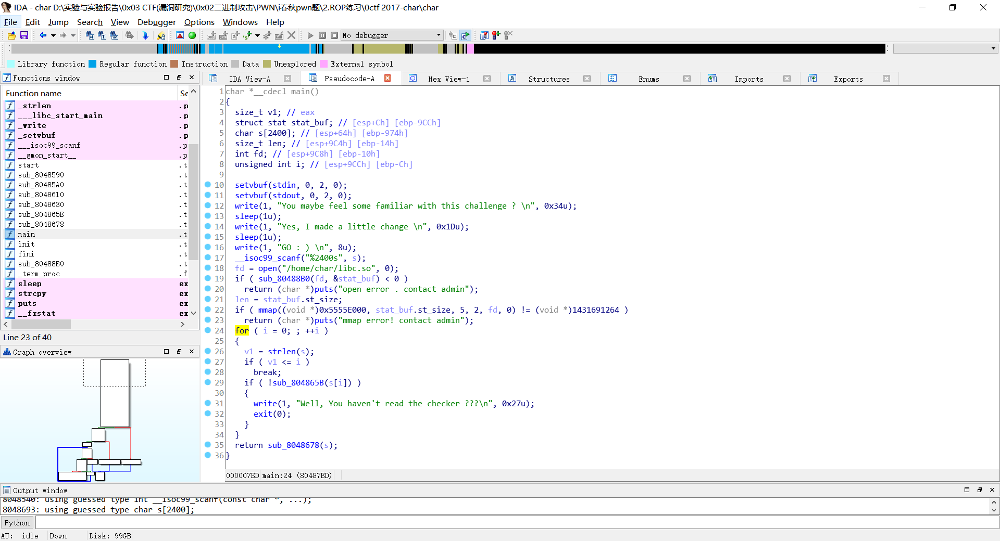 IDA - char D:\实验与实验报告\0x03 CTF(漏洞研究)\0x02二进制攻击\PWN\i春秋pwn题\2.ROP练习\0ctf 2017-char\char
File Edit Jump Search View Debugger Options Windows Help
No debugger
Library function Regular function Instruction Data Unexplored External symbol
Functions window
IDA View-A Pseudocode-A Hex View-1 Structures Enums Imports Exports
Function name Se
_strlen .p
___libc_start_main .p
_write .p
_setvbuf .p
___isoc99_scanf .p
__gmon_start__ .p
start .t
sub_8048590 .t
sub_80485A0 .t
sub_8048610 .t
sub_8048630 .t
sub_804865B .t
sub_8048678 .t
main .t
init .t
fini .t
sub_80488B0 .t
_term_proc .f
sleep ex
strcpy ex
puts ex
__fxstat ex
Line 23 of 40
Graph overview
1 char *__cdecl main()
2 {
3 size_t v1; // eax
4 struct stat stat_buf; // [esp+Ch] [ebp-9CCh]
5 char s[2400]; // [esp+64h] [ebp-974h]
6 size_t len; // [esp+9C4h] [ebp-14h]
7 int fd; // [esp+9C8h] [ebp-10h]
8 unsigned int i; // [esp+9CCh] [ebp-Ch]
9
10 setvbuf(stdin, 0, 2, 0);
11 setvbuf(stdout, 0, 2, 0);
12 write(1, "You maybe feel some familiar with this challenge ? \n", 0x34u);
13 sleep(1u);
14 write(1, "Yes, I made a little change \n", 0x1Du);
15 sleep(1u);
16 write(1, "GO : ) \n", 8u);
17 __isoc99_scanf("%2400s", s);
18 fd = open("/home/char/libc.so", 0);
19 if ( sub_80488B0(fd, &stat_buf) < 0 )
20 return (char *)puts("open error . contact admin");
21 len = stat_buf.st_size;
22 if ( mmap((void *)0x5555E000, stat_buf.st_size, 5, 2, fd, 0) != (void *)1431691264 )
23 return (char *)puts("mmap error! contact admin");
24 for ( i = 0; ; ++i )
25 {
26 v1 = strlen(s);
27 if ( v1 <= i )
28 break;
29 if ( !sub_804865B(s[i]) )
30 {
31 write(1, "Well, You haven't read the checker ???\n", 0x27u);
32 exit(0);
33 }
34 }
35 return sub_8048678(s);
36 }
000007BD main:24 (80487BD)
Output window
8048540: using guessed type int __isoc99_scanf(const char *, ...);
8048693: using guessed type char s[2400];
Python
AU: idle Down Disk: 99GB